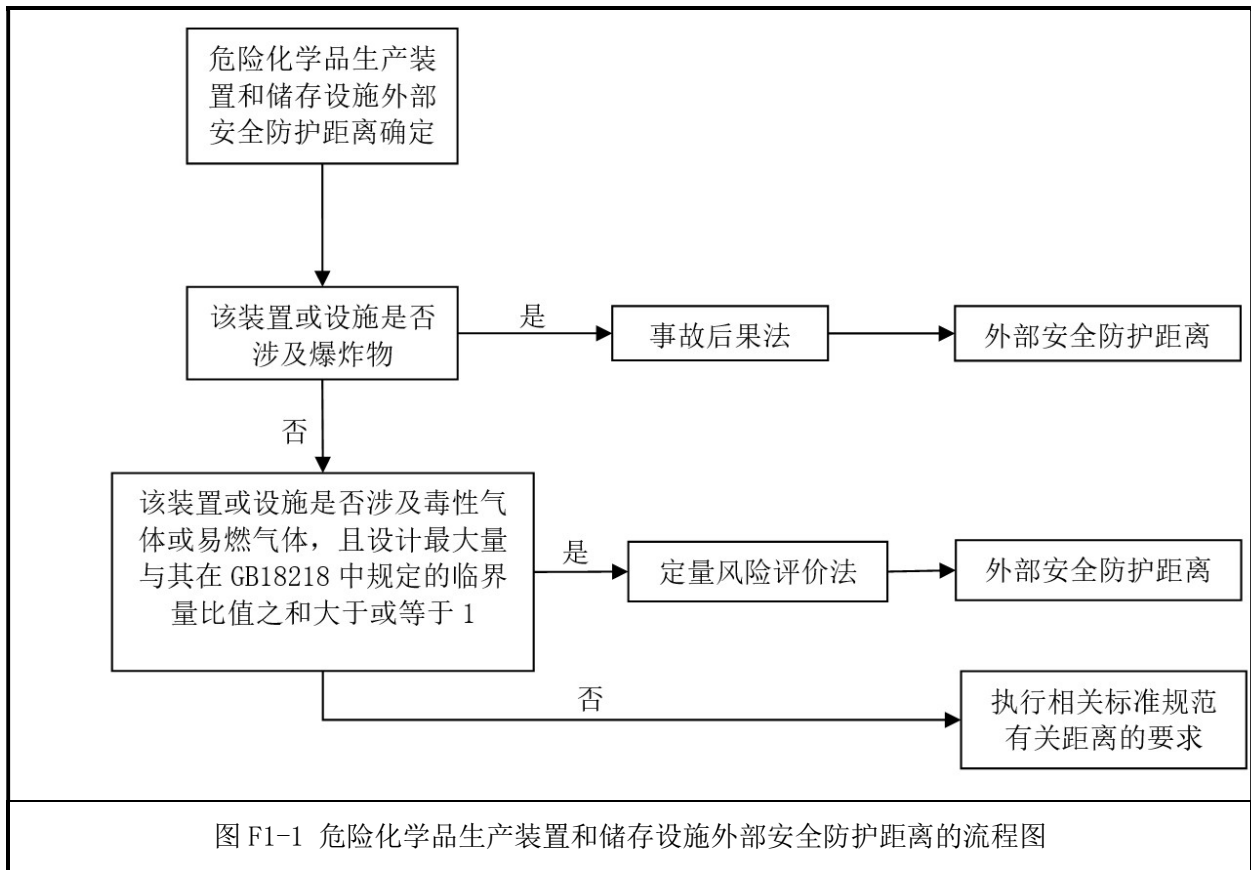 危险化学品生产装
置和储存设施外部
安全防护距离确定
该装置或设施是否
涉及爆炸物
是
事故后果法
外部安全防护距离
否
该装置或设施是否涉及毒性气
体或易燃气体，且设计最大量
与其在 GB18218 中规定的临界
量比值之和大于或等于 1
是
定量风险评价法
外部安全防护距离
否
执行相关标准规范
有关距离的要求
图 F1-1 危险化学品生产装置和储存设施外部安全防护距离的流程图